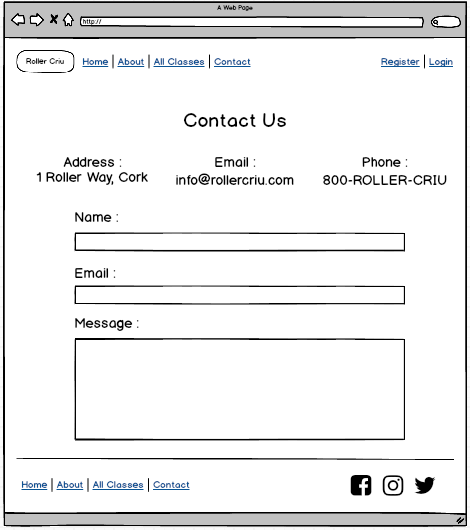 A Web Page
http://
Roller Criu Home About All Classes Contact Register Login
Contact Us
Address : Email : Phone :
1 Roller Way, Cork info@rollercriu.com 800-ROLLER-CRIU
Name :
Email :
Message :
Home About All Classes Contact